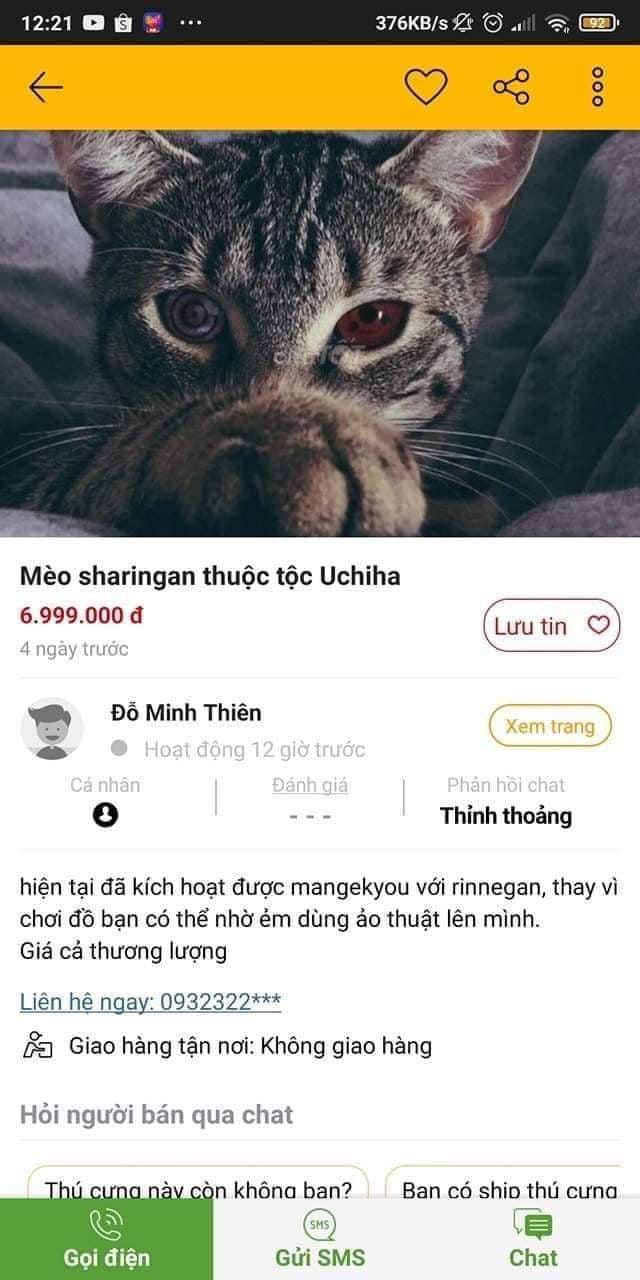 12:21
376KB/s
92
Mèo sharingan thuộc tộc Uchiha
6.999.000 đ
Lưu tin
4 ngày trước
Đỗ Minh Thiên
Xem trang
Hoạt động 12 giờ trước
Cá nhân
Đánh giá
Phản hồi chat
- - -
Thỉnh thoảng
hiện tại đã kích hoạt được mangekyou với rinnegan, thay vì
chơi đồ bạn có thể nhờ ẻm dùng ảo thuật lên mình.
Giá cả thương lượng
Liên hệ ngay: 0932322***
Giao hàng tận nơi: Không giao hàng
Hỏi người bán qua chat
Thú cưng này còn không bạn?
Bạn có ship thú cưng
SMS
Gọi điện
Gửi SMS
Chat